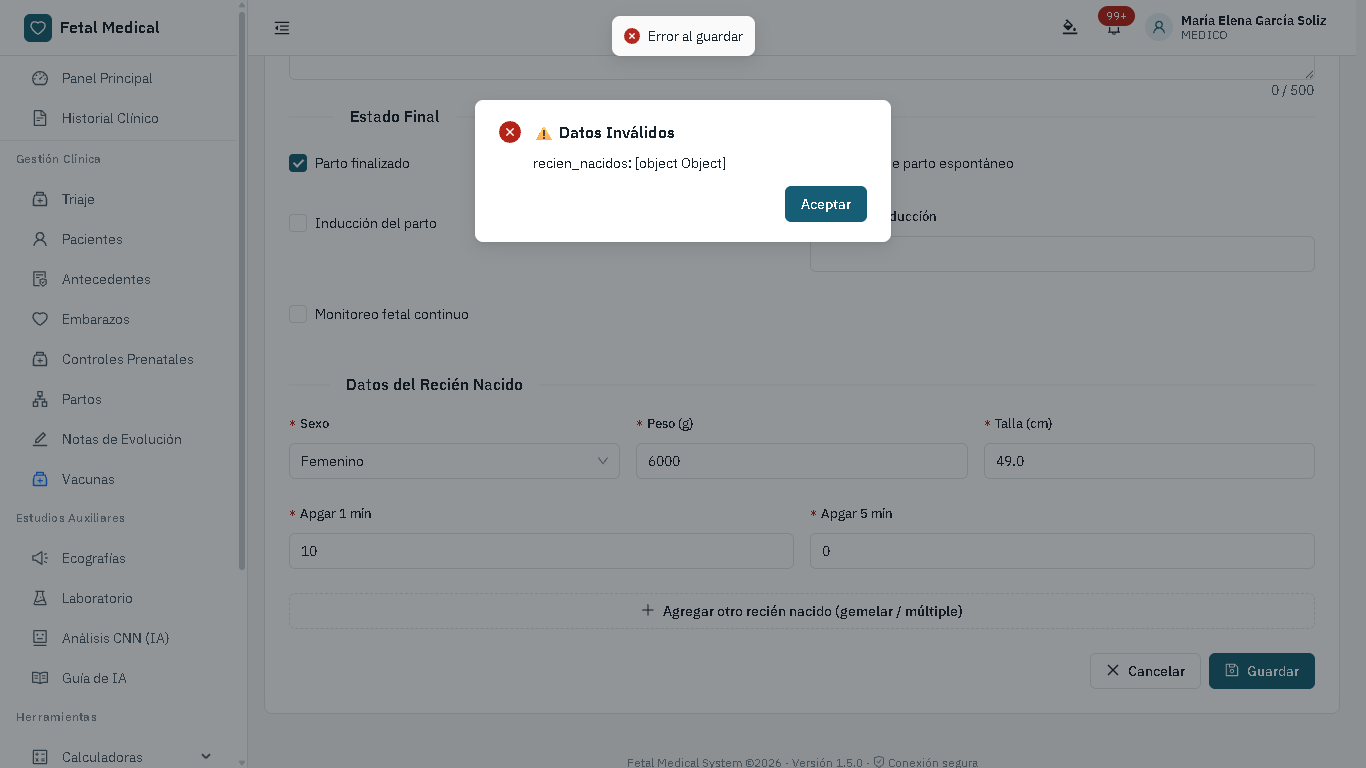 Fetal Medical
Error al guardar
99+
María Elena García Soliz
MEDICO
Panel Principal
Historial Clínico
Gestión Clínica
Triaje
Pacientes
Antecedentes
Embarazos
Controles Prenatales
Partos
Notas de Evolución
Vacunas
Estudios Auxiliares
Ecografías
Laboratorio
Análisis CNN (IA)
Guía de IA
Herramientas
Calculadoras
0 / 500
Estado Final
Datos Inválidos
recien_nacidos: [object Object]
Aceptar
Parto finalizado
e parto espontáneo
Inducción del parto
ducción
Monitoreo fetal continuo
Datos del Recién Nacido
* Sexo
* Peso (g)
* Talla (cm)
Femenino
6000
49.0
* Apgar 1 min
* Apgar 5 min
10
0
+ Agregar otro recién nacido (gemelar / múltiple)
Cancelar
Guardar
Fetal Medical System ©2026 - Versión 1.5.0 - Conexión segura